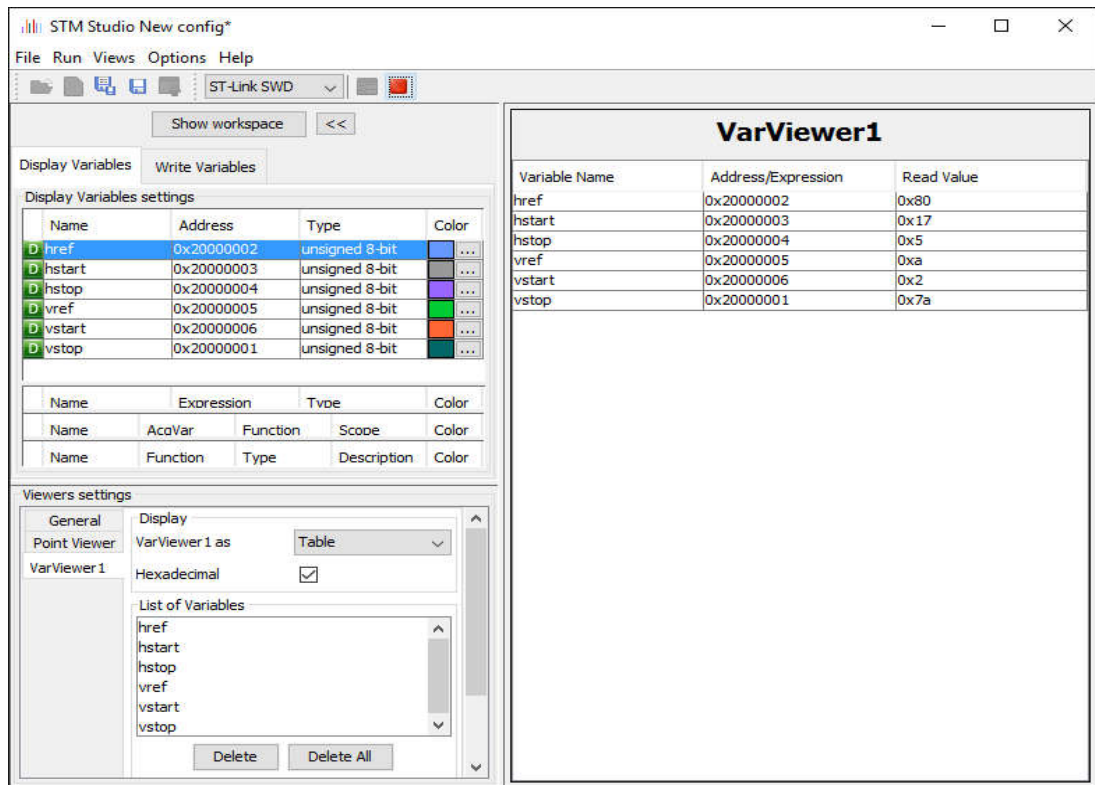 STM Studio New config*
File Run Views Options Help
ST-Link SWD
Show workspace <<
Display Variables Write Variables
Display Variables settings
Name Address Type Color
D href 0x20000002 unsigned 8-bit ...
D hstart 0x20000003 unsigned 8-bit ...
D hstop 0x20000004 unsigned 8-bit ...
D vref 0x20000005 unsigned 8-bit ...
D vstart 0x20000006 unsigned 8-bit ...
D vstop 0x20000001 unsigned 8-bit ...
Name Expression Type Color
Name AcqVar Function Scope Color
Name Function Type Description Color
Viewers settings
General
Point Viewer
VarViewer1
Display
VarViewer1 as Table
Hexadecimal
List of Variables
href
hstart
hstop
vref
vstart
vstop
Delete Delete All
VarViewer1
Variable Name Address/Expression Read Value
href 0x20000002 0x80
hstart 0x20000003 0x17
hstop 0x20000004 0x5
vref 0x20000005 0xa
vstart 0x20000006 0x2
vstop 0x20000001 0x7a